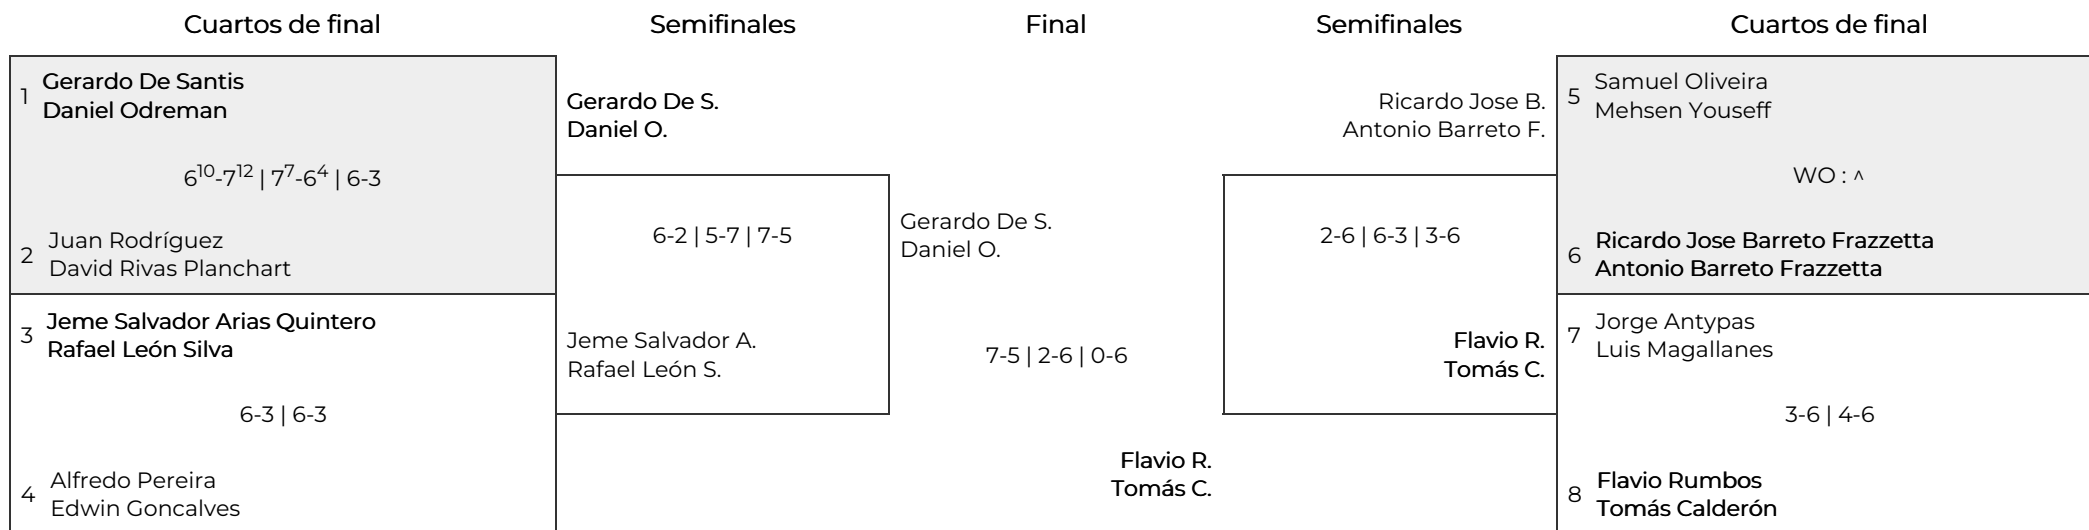 Cuartos de final
Semifinales
Final
Semifinales
Cuartos de final
1
Gerardo De Santis
Daniel Odreman
6¹⁰-7¹² | 7⁷-6⁴ | 6-3
2
Juan Rodríguez
David Rivas Planchart
3
Jeme Salvador Arias Quintero
Rafael León Silva
6-3 | 6-3
4
Alfredo Pereira
Edwin Goncalves
Gerardo De S.
Daniel O.
6-2 | 5-7 | 7-5
Jeme Salvador A.
Rafael León S.
Gerardo De S.
Daniel O.
7-5 | 2-6 | 0-6
Flavio R.
Tomás C.
Ricardo Jose B.
Antonio Barreto F.
2-6 | 6-3 | 3-6
Flavio R.
Tomás C.
5
Samuel Oliveira
Mehsen Youseff
WO : ^
6
Ricardo Jose Barreto Frazzetta
Antonio Barreto Frazzetta
7
Jorge Antypas
Luis Magallanes
3-6 | 4-6
8
Flavio Rumbos
Tomás Calderón